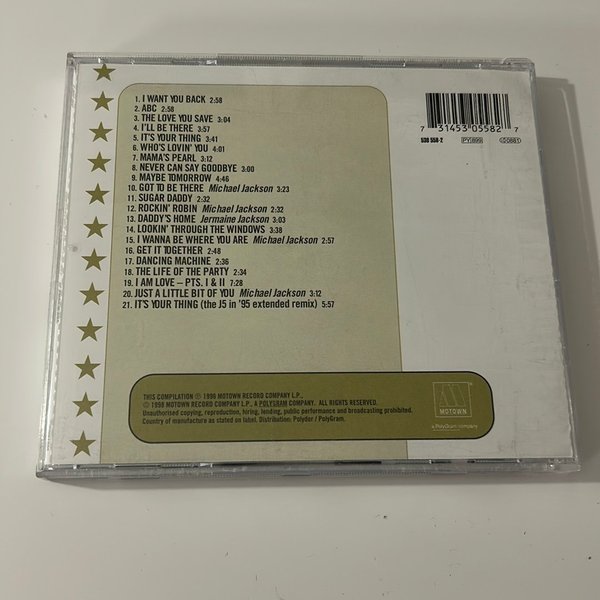 1. I WANT YOU BACK 2:58
2. ABC 2:58
3. THE LOVE YOU SAVE 3:04
4. I'LL BE THERE 3:57
5. IT'S YOUR THING 3:41
6. WHO'S LOVIN' YOU 4:01
7. MAMA'S PEARL 3:12
8. NEVER CAN SAY GOODBYE 3:00
9. MAYBE TOMORROW 4:46
10. GOT TO BE THERE Michael Jackson 3:23
11. SUGAR DADDY 2:32
12. ROCKIN' ROBIN Michael Jackson 2:32
13. DADDY'S HOME Jermaine Jackson 3:03
14. LOOKIN' THROUGH THE WINDOWS 3:38
15. I WANNA BE WHERE YOU ARE Michael Jackson 2:57
16. GET IT TOGETHER 2:48
17. DANCING MACHINE 2:36
18. THE LIFE OF THE PARTY 2:34
19. I AM LOVE – PTS. I & II 7:28
20. JUST A LITTLE BIT OF YOU Michael Jackson 3:12
21. IT'S YOUR THING (the J5 in '95 extended remix) 5:57
7 31453 05582 7
530 558-2 PY 899 0881
THIS COMPILATION ℗ 1996 MOTOWN RECORD COMPANY L.P.,
© 1998 MOTOWN RECORD COMPANY L.P., A POLYGRAM COMPANY. ALL RIGHTS RESERVED.
Unauthorised copying, reproduction, hiring, lending, public performance and broadcasting prohibited.
Country of manufacture as stated on label. Distribution: Polydor / PolyGram.
M
MOTOWN
a PolyGram company